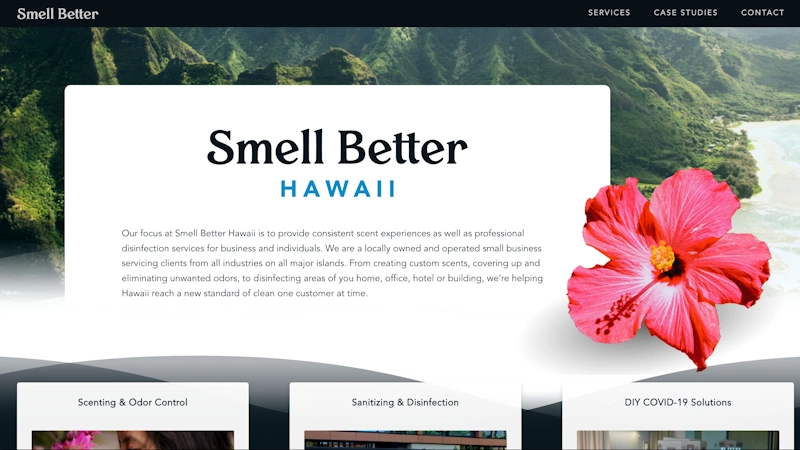 Smell Better
SERVICES CASE STUDIES CONTACT
Smell Better
HAWAII
Our focus at Smell Better Hawaii is to provide consistent scent experiences as well as professional
disinfection services for business and individuals. We are a locally owned and operated small business
servicing clients from all industries on all major islands. From creating custom scents, covering up and
eliminating unwanted odors, to disinfecting areas of you home, office, hotel or building, we're helping
Hawaii reach a new standard of clean one customer at time.
Scenting & Odor Control
Sanitizing & Disinfection
DIY COVID-19 Solutions